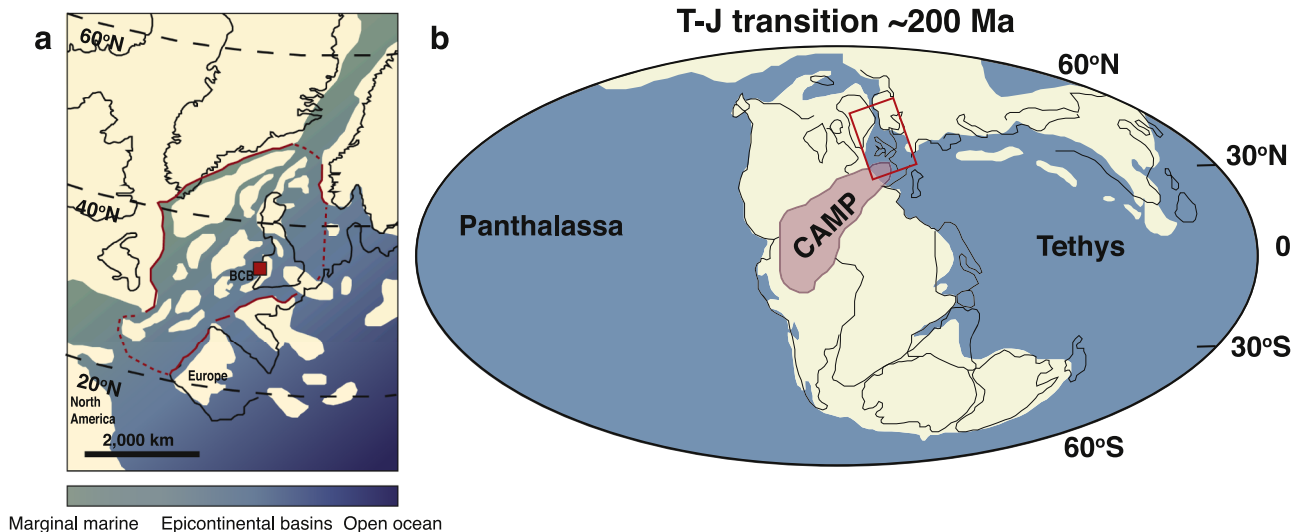 a
60°N
40°N
BCB
Europe
20°N
North
America
2,000 km
Marginal marine Epicontinental basins Open ocean
b
T-J transition ~200 Ma
60°N
30°N
Panthalassa
CAMP
Tethys
0
30°S
60°S